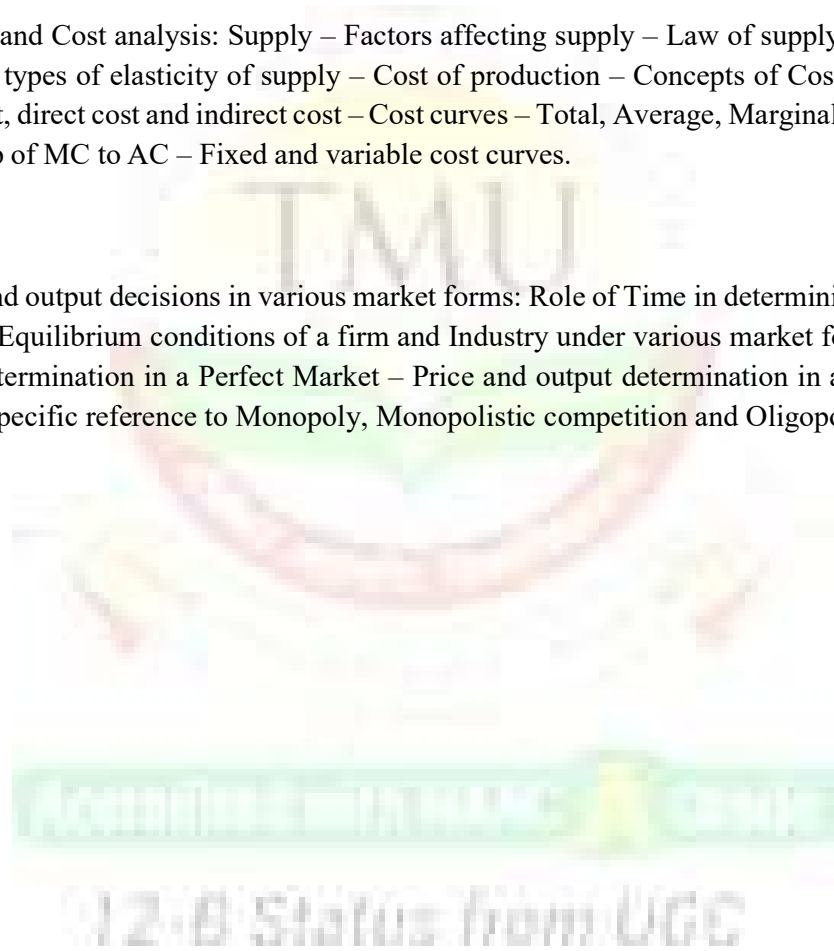 and Cost analysis: Supply – Factors affecting supply – Law of supply
types of elasticity of supply – Cost of production – Concepts of Cos
, direct cost and indirect cost – Cost curves – Total, Average, Marginal
of MC to AC – Fixed and variable cost curves.
TMU
nd output decisions in various market forms: Role of Time in determini
Equilibrium conditions of a firm and Industry under various market fo
termination in a Perfect Market – Price and output determination in a
pecific reference to Monopoly, Monopolistic competition and Oligopo
12-B Status from UGC